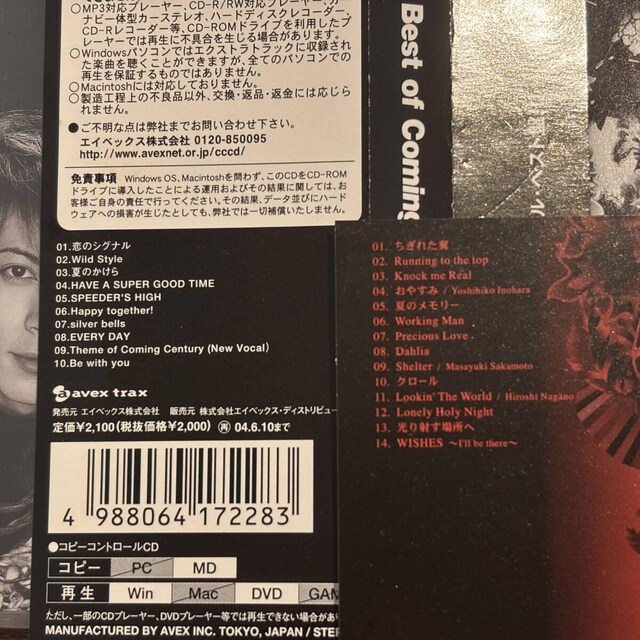 ○MP3対応プレーヤー、CD-R/RW対応プレーヤー、カー
ナビー体型カーステレオ、ハードディスクレコーダー、
CD-Rレコーダー等、CD-ROMドライブを利用したプ
レーヤーでは再生に不具合を生じる場合があります。
○Windowsパソコンではエクストラトラックに収録され
た楽曲を聴くことができますが、全てのパソコンでの
再生を保証するものではありません。
○Macintoshには対応しておりません。
○製造工程上の不良品以外、交換・返品・返金には応じら
れません。
●ご不明な点は弊社までお問い合わせ下さい。
エイベックス株式会社 0120-850095
http://www.avexnet.or.jp/cccd/
免責事項 Windows OS、Macintoshを問わず、このCDをCD-ROM
ドライブに導入したことによる運用およびその結果に関しては、お
客様ご自身の責任で行ってください。その結果、データ並びにハード
ウェアへの損害が生じたとしても、弊社では一切補償いたしません。
01.恋のシグナル
02.Wild Style
03.夏のかけら
04.HAVE A SUPER GOOD TIME
05.SPEEDER'S HIGH
06.Happy together!
07.silver bells
08.EVERY DAY
09.Theme of Coming Century (New Vocal)
10.Be with you
avex trax
発売元 エイベックス株式会社 販売元 株式会社エイベックス・ディストリビュー
定価¥2,100(税抜価格¥2,000) 再 04.6.10まで
4 988064 172283
●コピーコントロールCD
コピー PC MD
再生 Win Mac DVD GAM
ただし、一部のCDプレーヤー、DVDプレーヤー等では再生できない場合があ
MANUFACTURED BY AVEX INC. TOKYO, JAPAN / STE
Best of Coming
ル・ベスト
01. ちぎれた翼
02. Running to the top
03. Knock me Real
04. おやすみ / Yoshihiko Inohara
05. 夏のメモリー
06. Working Man
07. Precious Love
08. Dahlia
09. Shelter / Masayuki Sakamoto
10. クロール
11. Lookin' The World / Hiroshi Nagano
12. Lonely Holy Night
13. 光り射す場所へ
14. WISHES ～I'll be there～